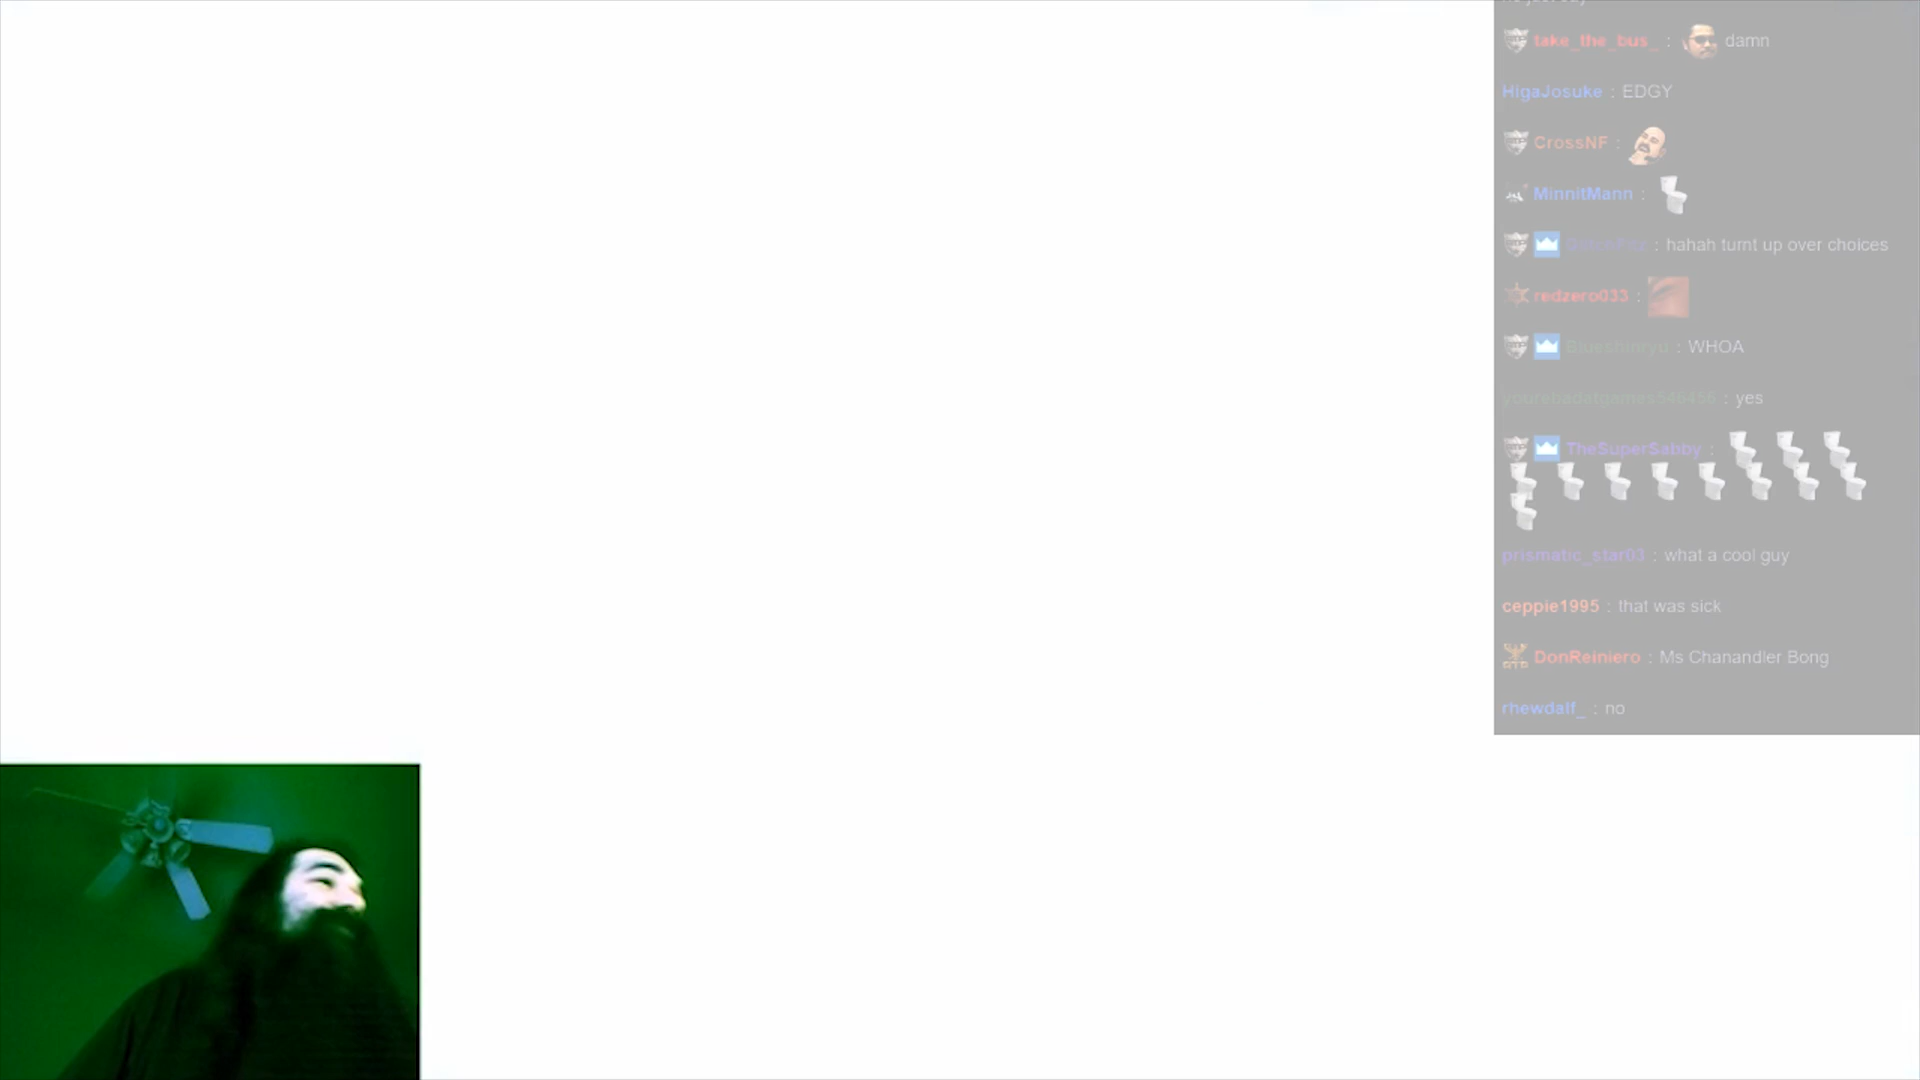 take_the_bus_ : damn
HigaJosuke : EDGY
CrossNF :
MinnitMann :
: hahah turnt up over choices
redzero033 :
Blueshinryu : WHOA
: yes
TheSuperSabby :
prismatic_star03 : what a cool guy
ceppie1995 : that was sick
DonReiniero : Ms Chanandler Bong
rhewdalf_ : no